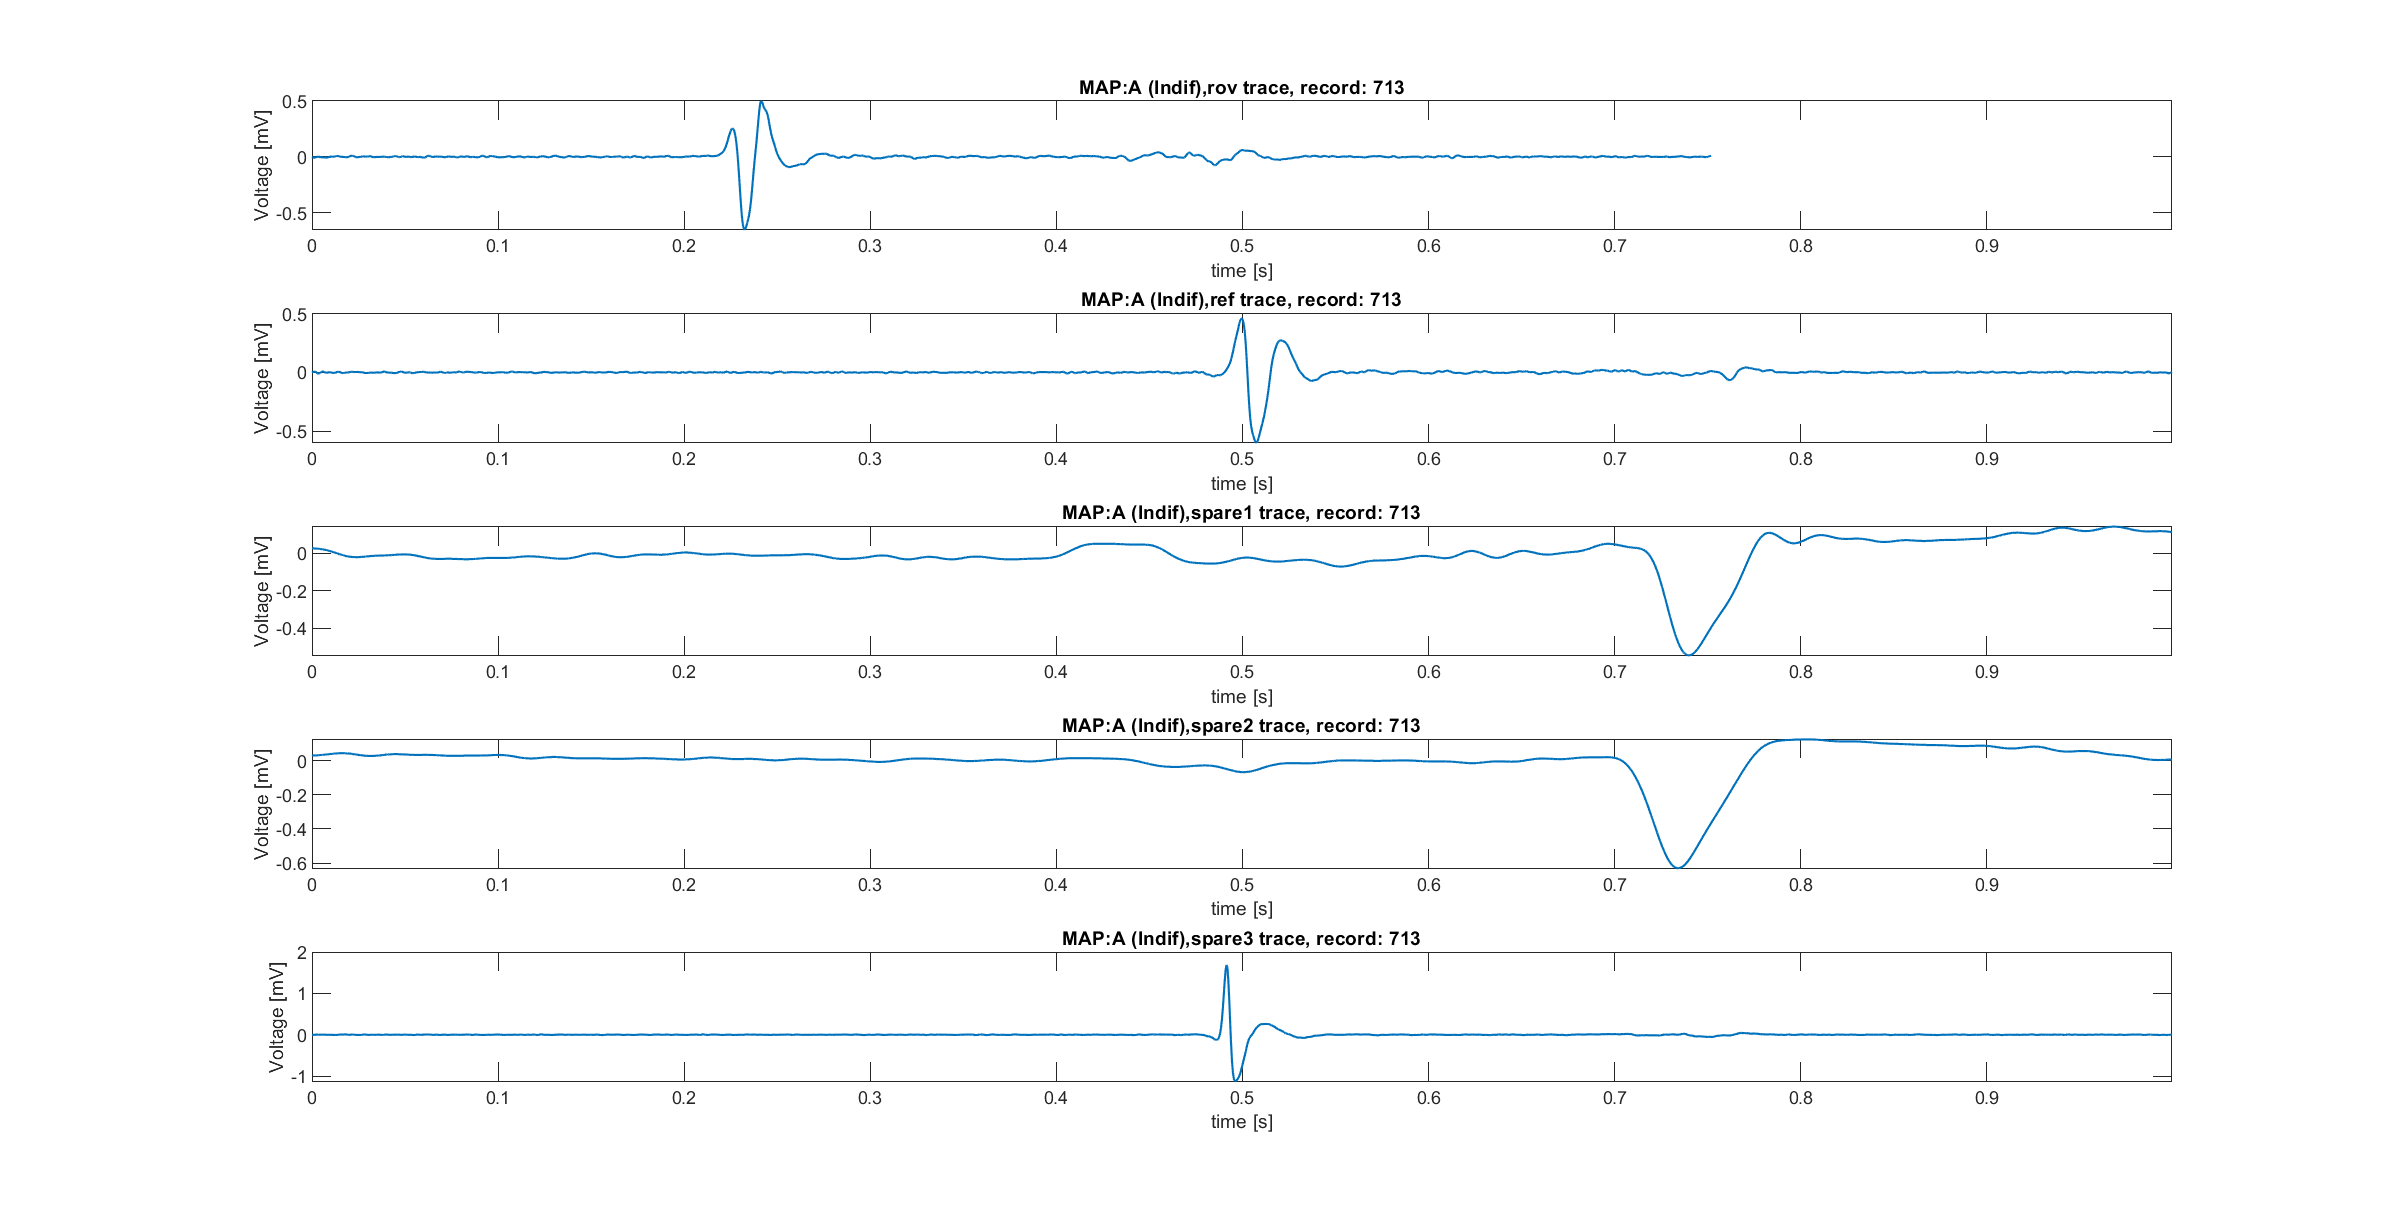 MAP:A (Indif),rov trace, record: 713
Voltage [mV]
0.5
0
-0.5
0 0.1 0.2 0.3 0.4 0.5 0.6 0.7 0.8 0.9
time [s]
MAP:A (Indif),ref trace, record: 713
Voltage [mV]
0.5
0
-0.5
0 0.1 0.2 0.3 0.4 0.5 0.6 0.7 0.8 0.9
time [s]
MAP:A (Indif),spare1 trace, record: 713
Voltage [mV]
0
-0.2
-0.4
0 0.1 0.2 0.3 0.4 0.5 0.6 0.7 0.8 0.9
time [s]
MAP:A (Indif),spare2 trace, record: 713
Voltage [mV]
0
-0.2
-0.4
-0.6
0 0.1 0.2 0.3 0.4 0.5 0.6 0.7 0.8 0.9
time [s]
MAP:A (Indif),spare3 trace, record: 713
Voltage [mV]
2
1
0
-1
0 0.1 0.2 0.3 0.4 0.5 0.6 0.7 0.8 0.9
time [s]